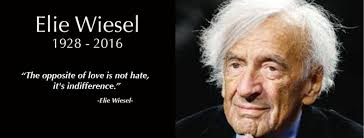 Elie Wiesel
1928 - 2016
“The opposite of love is not hate,
it's indifference.”
-Elie Wiesel-